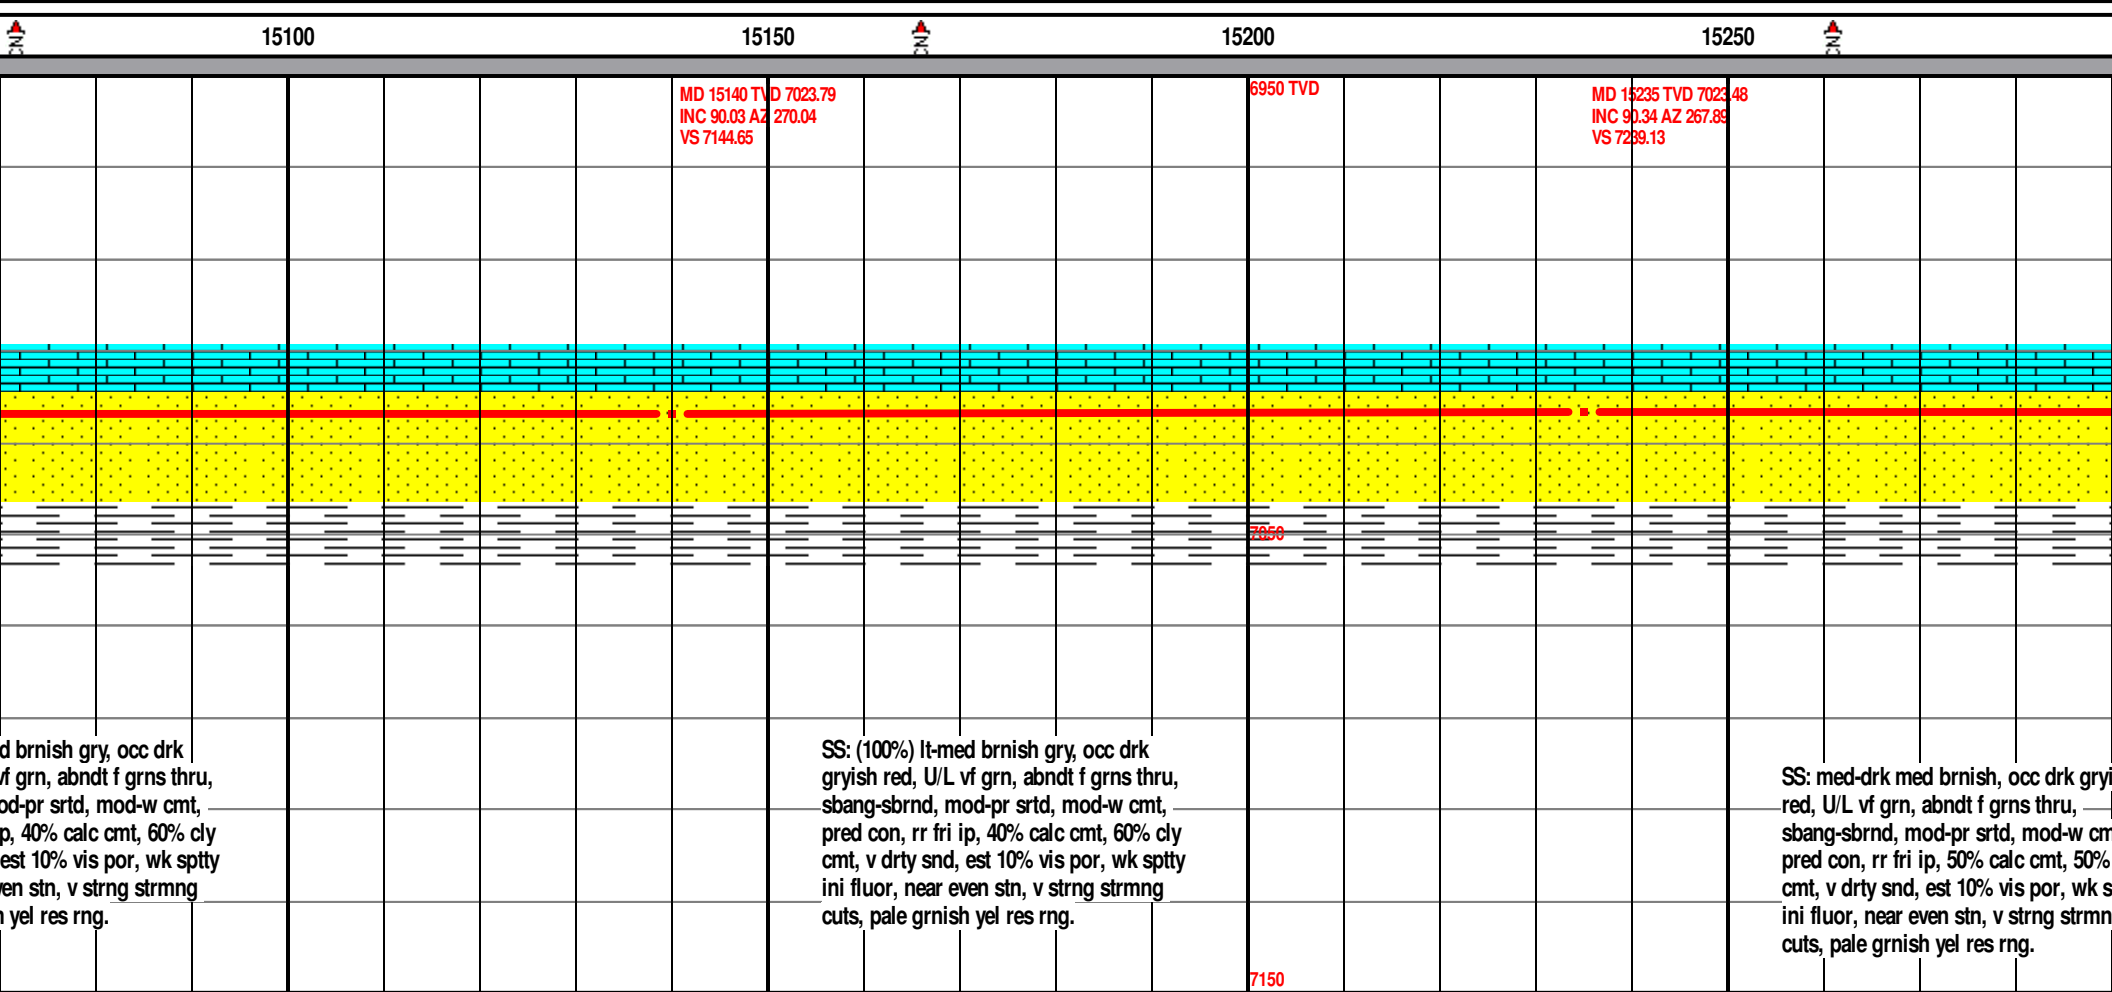 15100
15150
15200
15250
CN
CN
CN
MD 15140 TVD 7023.79
INC 90.03 AZ 270.04
VS 7144.65
6950 TVD
MD 15235 TVD 7023.48
INC 90.34 AZ 267.89
VS 7239.13
7050
d brnish gry, occ drk
vf grn, abndt f grns thru,
od-pr srtd, mod-w cmt,
p, 40% calc cmt, 60% cly
est 10% vis por, wk sptty
en stn, v strng strmng
yel res rng.
SS: (100%) lt-med brnish gry, occ drk
gryish red, U/L vf grn, abndt f grns thru,
sbang-sbrnd, mod-pr srtd, mod-w cmt,
pred con, rr fri ip, 40% calc cmt, 60% cly
cmt, v drty snd, est 10% vis por, wk sptty
ini fluor, near even stn, v strng strmng
cuts, pale grnish yel res rng.
SS: med-drk med brnish, occ drk gryi
red, U/L vf grn, abndt f grns thru,
sbang-sbrnd, mod-pr srtd, mod-w cm
pred con, rr fri ip, 50% calc cmt, 50%
cmt, v drty snd, est 10% vis por, wk s
ini fluor, near even stn, v strng strmn
cuts, pale grnish yel res rng.
7150